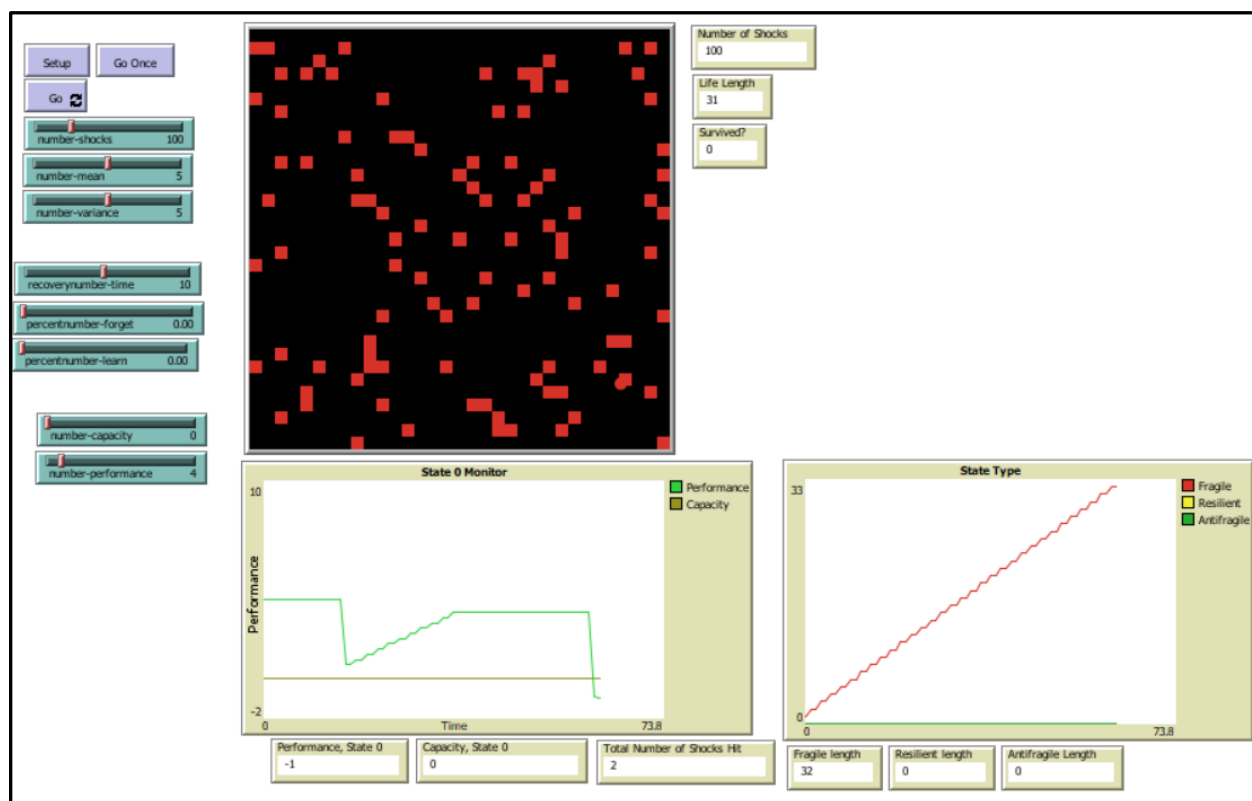 Setup
Go Once
Go
number-shocks 100
number-mean 5
number-variance 5
recoverynumber-time 10
percentnumber-forget 0.00
percentnumber-learn 0.00
number-capacity 0
number-performance 4
Number of Shocks
100
Life Length
31
Survived?
0
State 0 Monitor
10
Performance
-2
0
Time
73.8
Performance
Capacity
State Type
33
0
0
73.8
Fragile
Resilient
Antifragile
Performance, State 0
-1
Capacity, State 0
0
Total Number of Shocks Hit
2
Fragile length
32
Resilient length
0
Antifragile Length
0